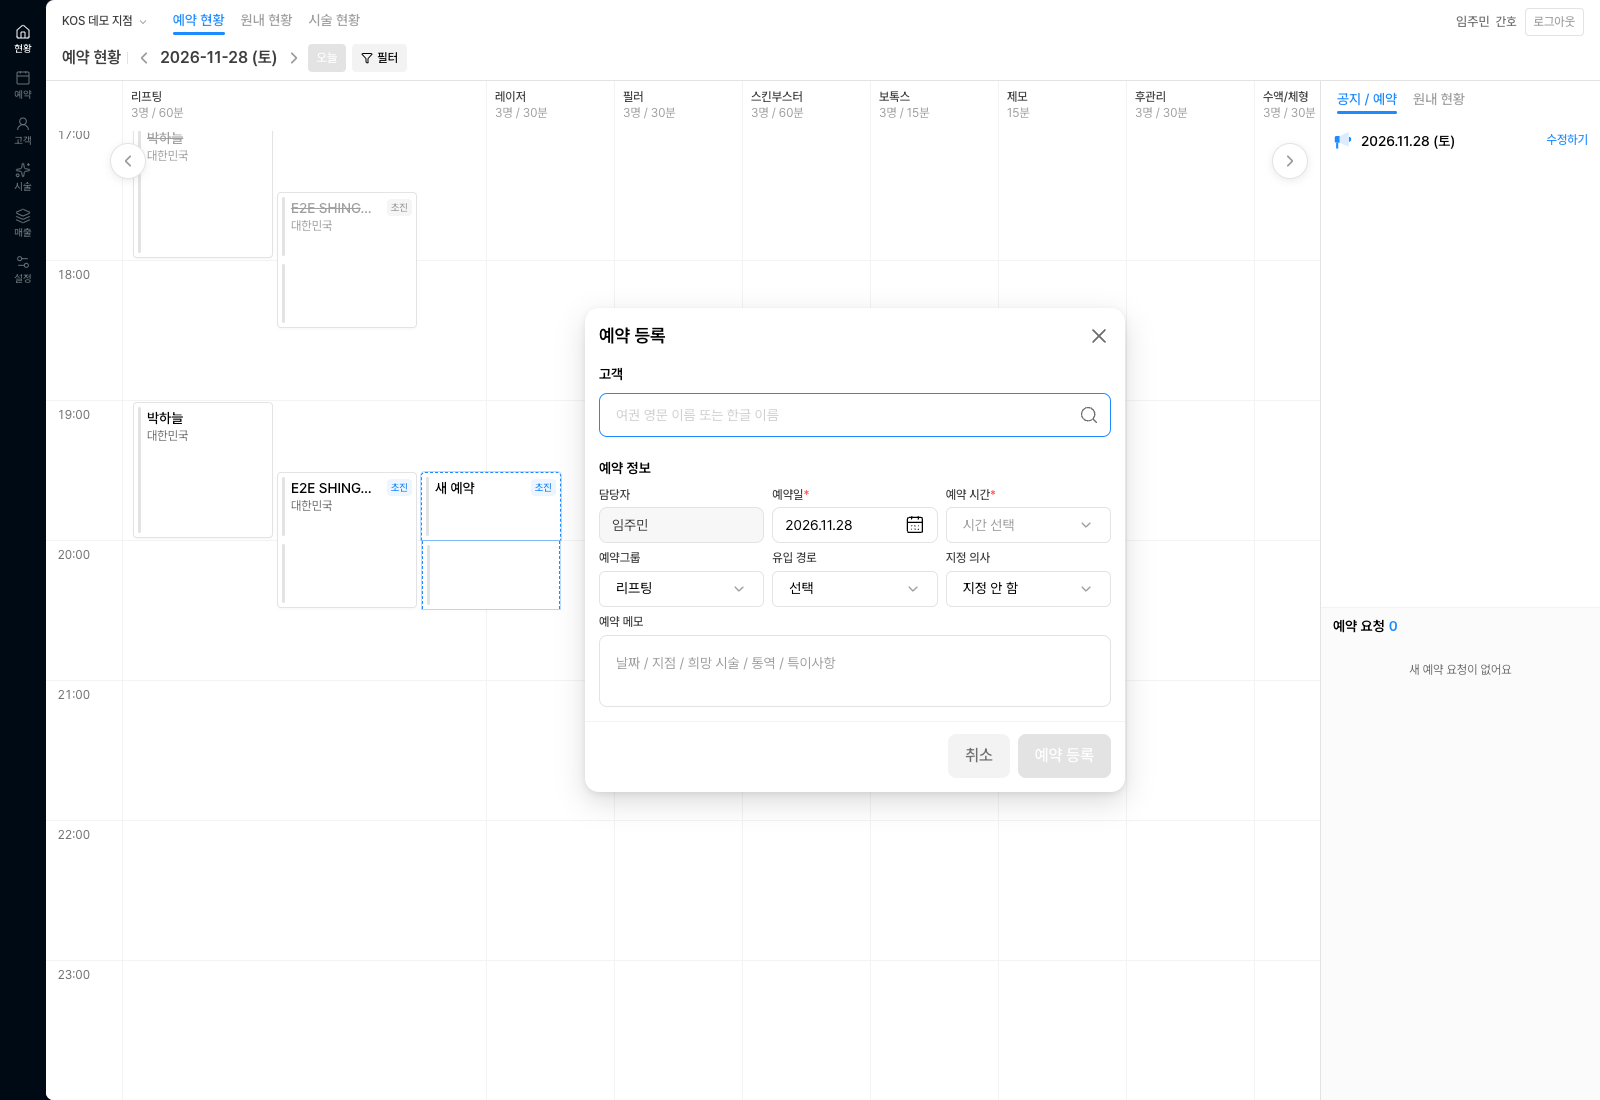 현황
예약
고객
시술
매출
설정
KOS 데모 지점
예약 현황
원내 현황
시술 현황
임주민 간호
로그아웃
예약 현황
2026-11-28 (토)
오늘
필터
리프팅
3명 / 60분
레이저
3명 / 30분
필러
3명 / 30분
스킨부스터
3명 / 60분
보톡스
3명 / 15분
제모
15분
후관리
3명 / 30분
수액/체형
3명 / 30분
17:00
18:00
19:00
20:00
21:00
22:00
23:00
박하늘
대한민국
E2E SHING...
초진
대한민국
박하늘
대한민국
E2E SHING...
초진
대한민국
새 예약
초진
예약 등록
고객
여권 영문 이름 또는 한글 이름
예약 정보
담당자
예약일*
예약 시간*
임주민
2026.11.28
시간 선택
예약그룹
유입 경로
지정 의사
리프팅
선택
지정 안 함
예약 메모
날짜 / 지점 / 희망 시술 / 통역 / 특이사항
취소
예약 등록
공지 / 예약
원내 현황
2026.11.28 (토)
수정하기
예약 요청 0
새 예약 요청이 없어요